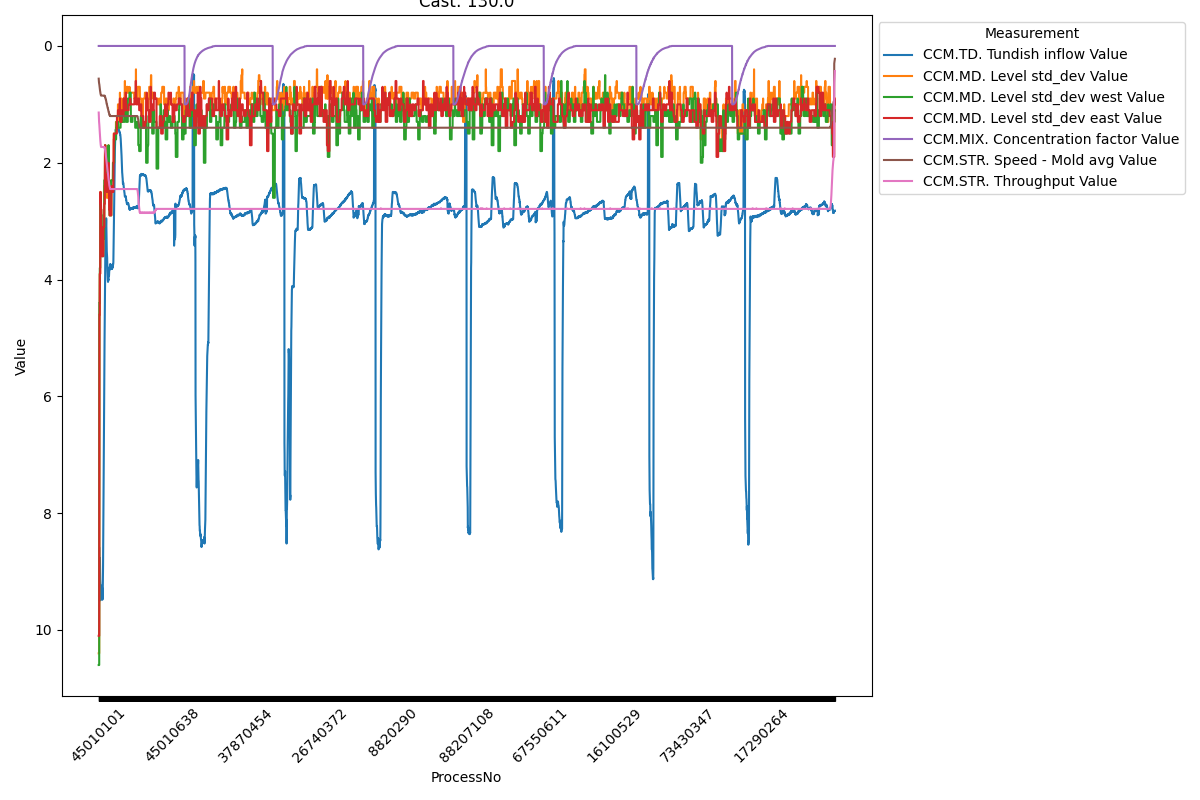 Cast: 130.0
Measurement
CCM.TD. Tundish inflow Value
CCM.MD. Level std_dev Value
CCM.MD. Level std_dev west Value
CCM.MD. Level std_dev east Value
CCM.MIX. Concentration factor Value
CCM.STR. Speed - Mold avg Value
CCM.STR. Throughput Value
0
2
4
6
8
10
Value
45010101
45010638
37870454
26740372
8820290
88207108
67550611
16100529
73430347
17290264
ProcessNo